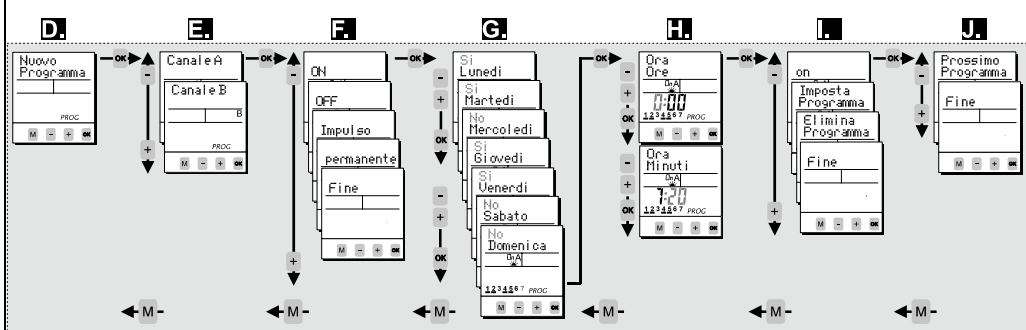 D.
Nuovo
Programma
PROG
M - + OK
OK
-
+
E.
Canale A
Canale B
B
PROG
M - + OK
OK
-
+
M
F.
ON
OFF
Impulso
permanente
Fine
M - + OK
OK
-
+
OK
-
+
OK
M
G.
Si
Lunedi
Si
Martedi
No
Mercoledi
Si
Giovedi
Si
Venerdi
No
Sabato
No
Domenica
OnA
1234567 PROG
M - + OK
OK
-
+
OK
-
+
OK
M
H.
Ora
Ore
OnA
0:00
1234567 PROG
M - + OK
Ora
Minuti
OnA
7:20
1234567 PROG
M - + OK
OK
-
+
M
I.
on
Imposta
Programma
Elimina
Programma
Fine
M - + OK
OK
-
+
M
J.
Prossimo
Programma
Fine
M - + OK
M